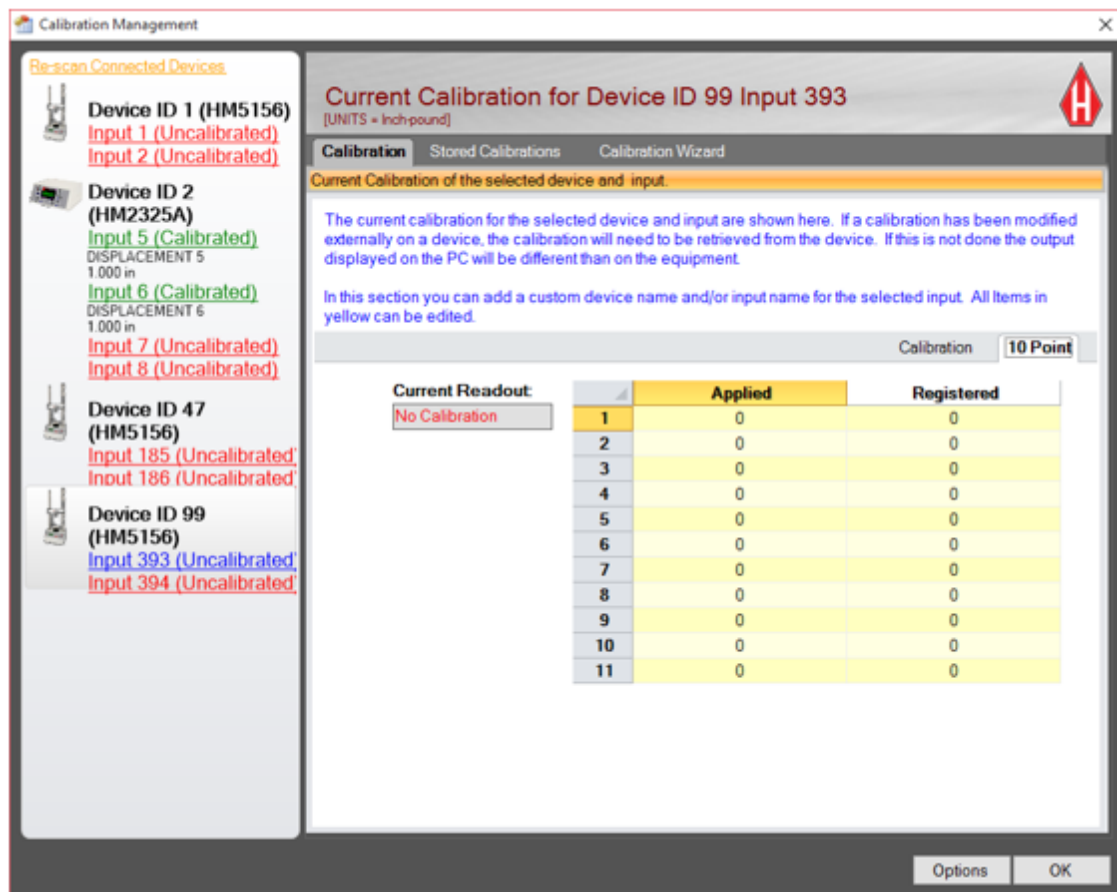 Calibration Management
Re-scan Connected Devices
Device ID 1 (HM5156)
Input 1 (Uncalibrated)
Input 2 (Uncalibrated)
Device ID 2
(HM2325A)
Input 5 (Calibrated)
DISPLACEMENT 5
1.000 in
Input 6 (Calibrated)
DISPLACEMENT 6
1.000 in
Input 7 (Uncalibrated)
Input 8 (Uncalibrated)
Device ID 47
(HM5156)
Input 185 (Uncalibrated)
Input 186 (Uncalibrated)
Device ID 99
(HM5156)
Input 393 (Uncalibrated)
Input 394 (Uncalibrated)
Current Calibration for Device ID 99 Input 393
[UNITS = Inch-pound]
H
Calibration Stored Calibrations Calibration Wizard
Current Calibration of the selected device and input.
The current calibration for the selected device and input are shown here. If a calibration has been modified
externally on a device, the calibration will need to be retrieved from the device. If this is not done the output
displayed on the PC will be different than on the equipment.
In this section you can add a custom device name and/or input name for the selected input. All Items in
yellow can be edited.
Calibration 10 Point
Current Readout:
No Calibration
Applied Registered
1 0 0
2 0 0
3 0 0
4 0 0
5 0 0
6 0 0
7 0 0
8 0 0
9 0 0
10 0 0
11 0 0
Options OK